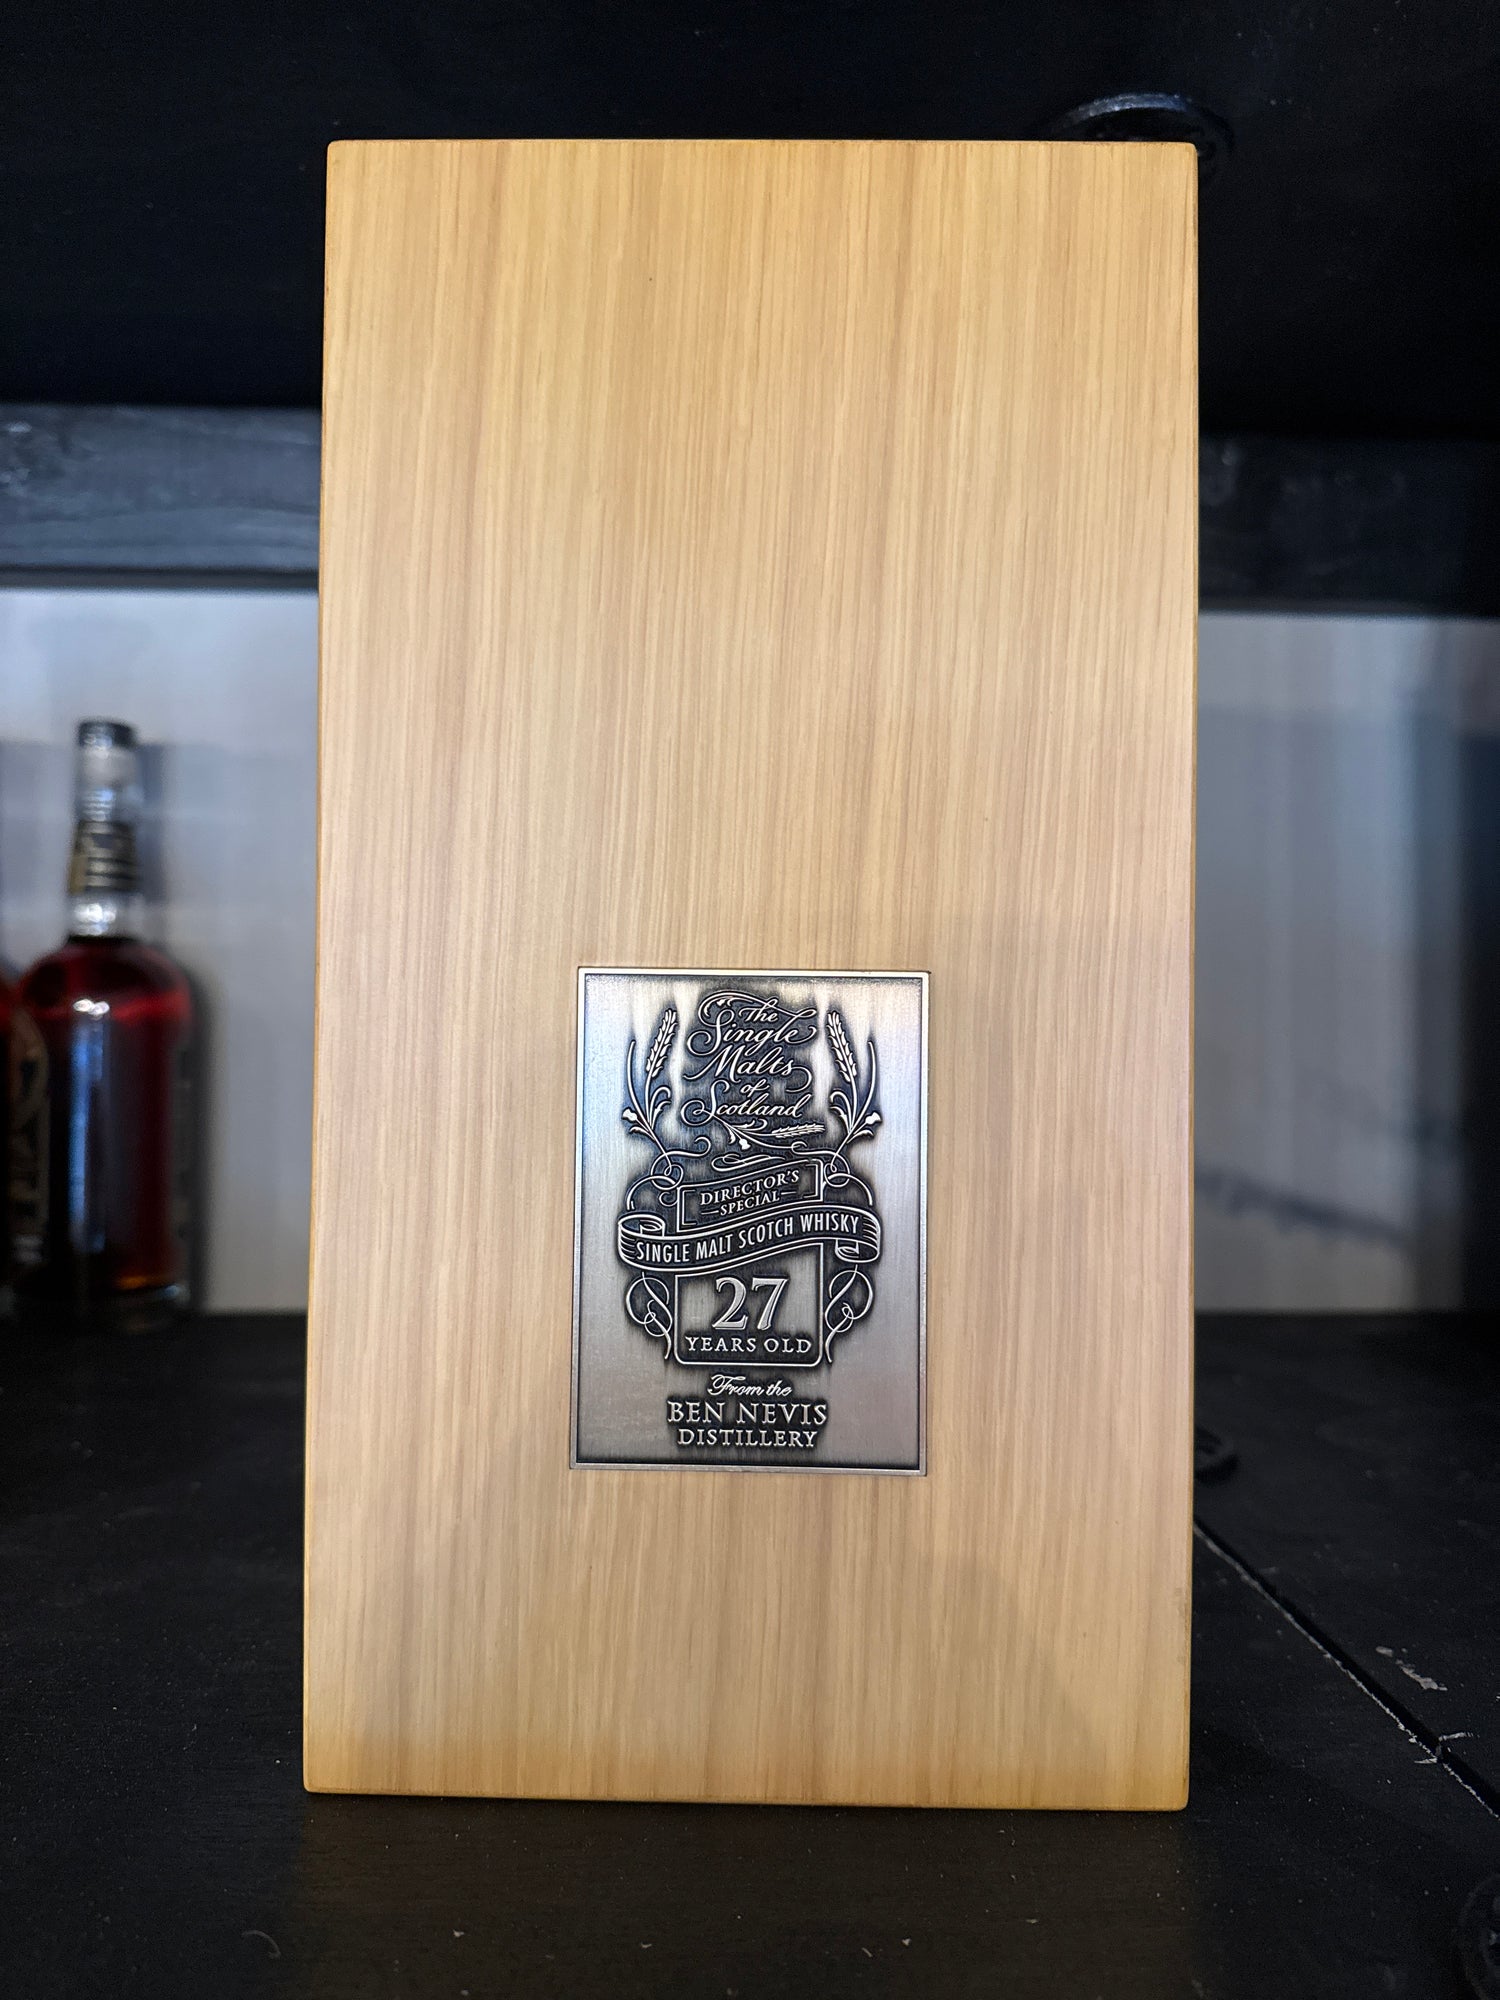 The
Single
Malts
of
Scotland
DIRECTOR'S
SPECIAL
SINGLE MALT SCOTCH WHISKY
27
YEARS OLD
From the
BEN NEVIS
DISTILLERY